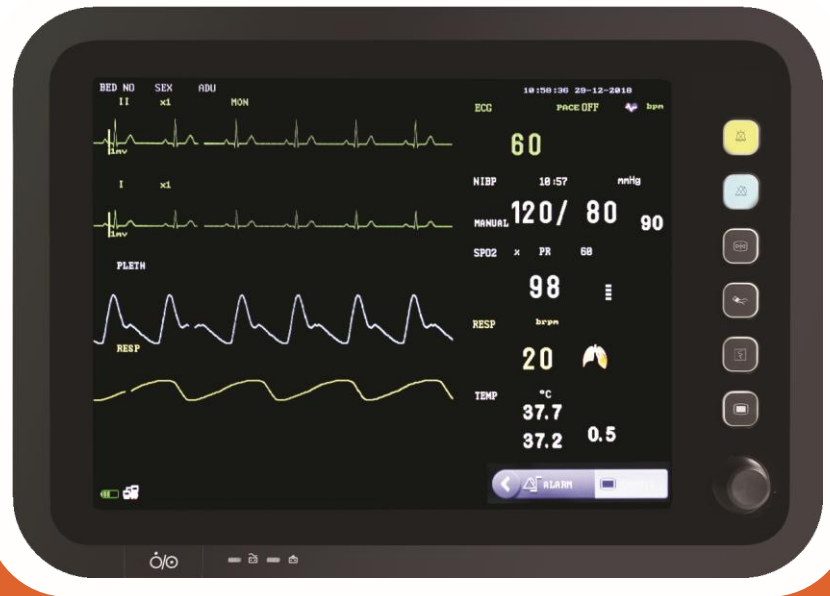 BED NO SEX ADU
10:58:36 29-12-2010
II x1 MON
ECG PACE OFF bpm
1mv
60
I x1
NIBP 10:57 mmHg
MANUAL 120/ 80 90
1mv
SPO2 x PR 60
PLETH
98
RESP brpm
RESP
20
TEMP °C
37.7
37.2 0.5
ALARM